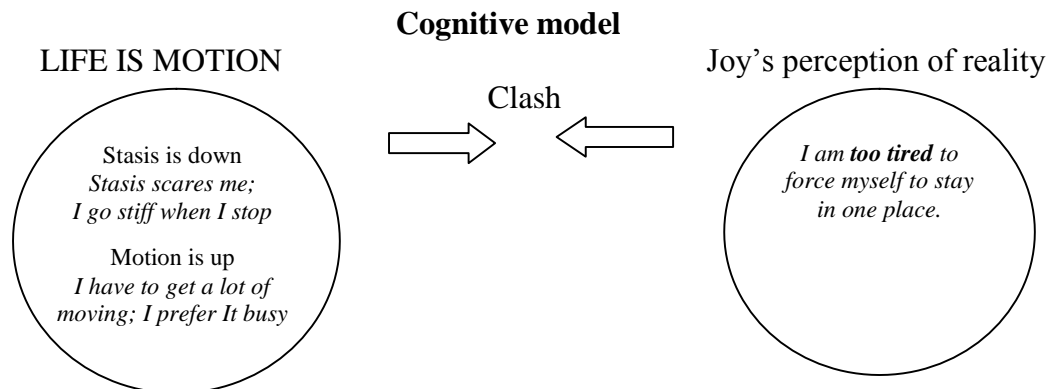 Cognitive model
LIFE IS MOTION
Joy's perception of reality
Clash
Stasis is down
Stasis scares me;
I go stiff when I stop
Motion is up
I have to get a lot of
moving; I prefer It busy
I am too tired to
force myself to stay
in one place.